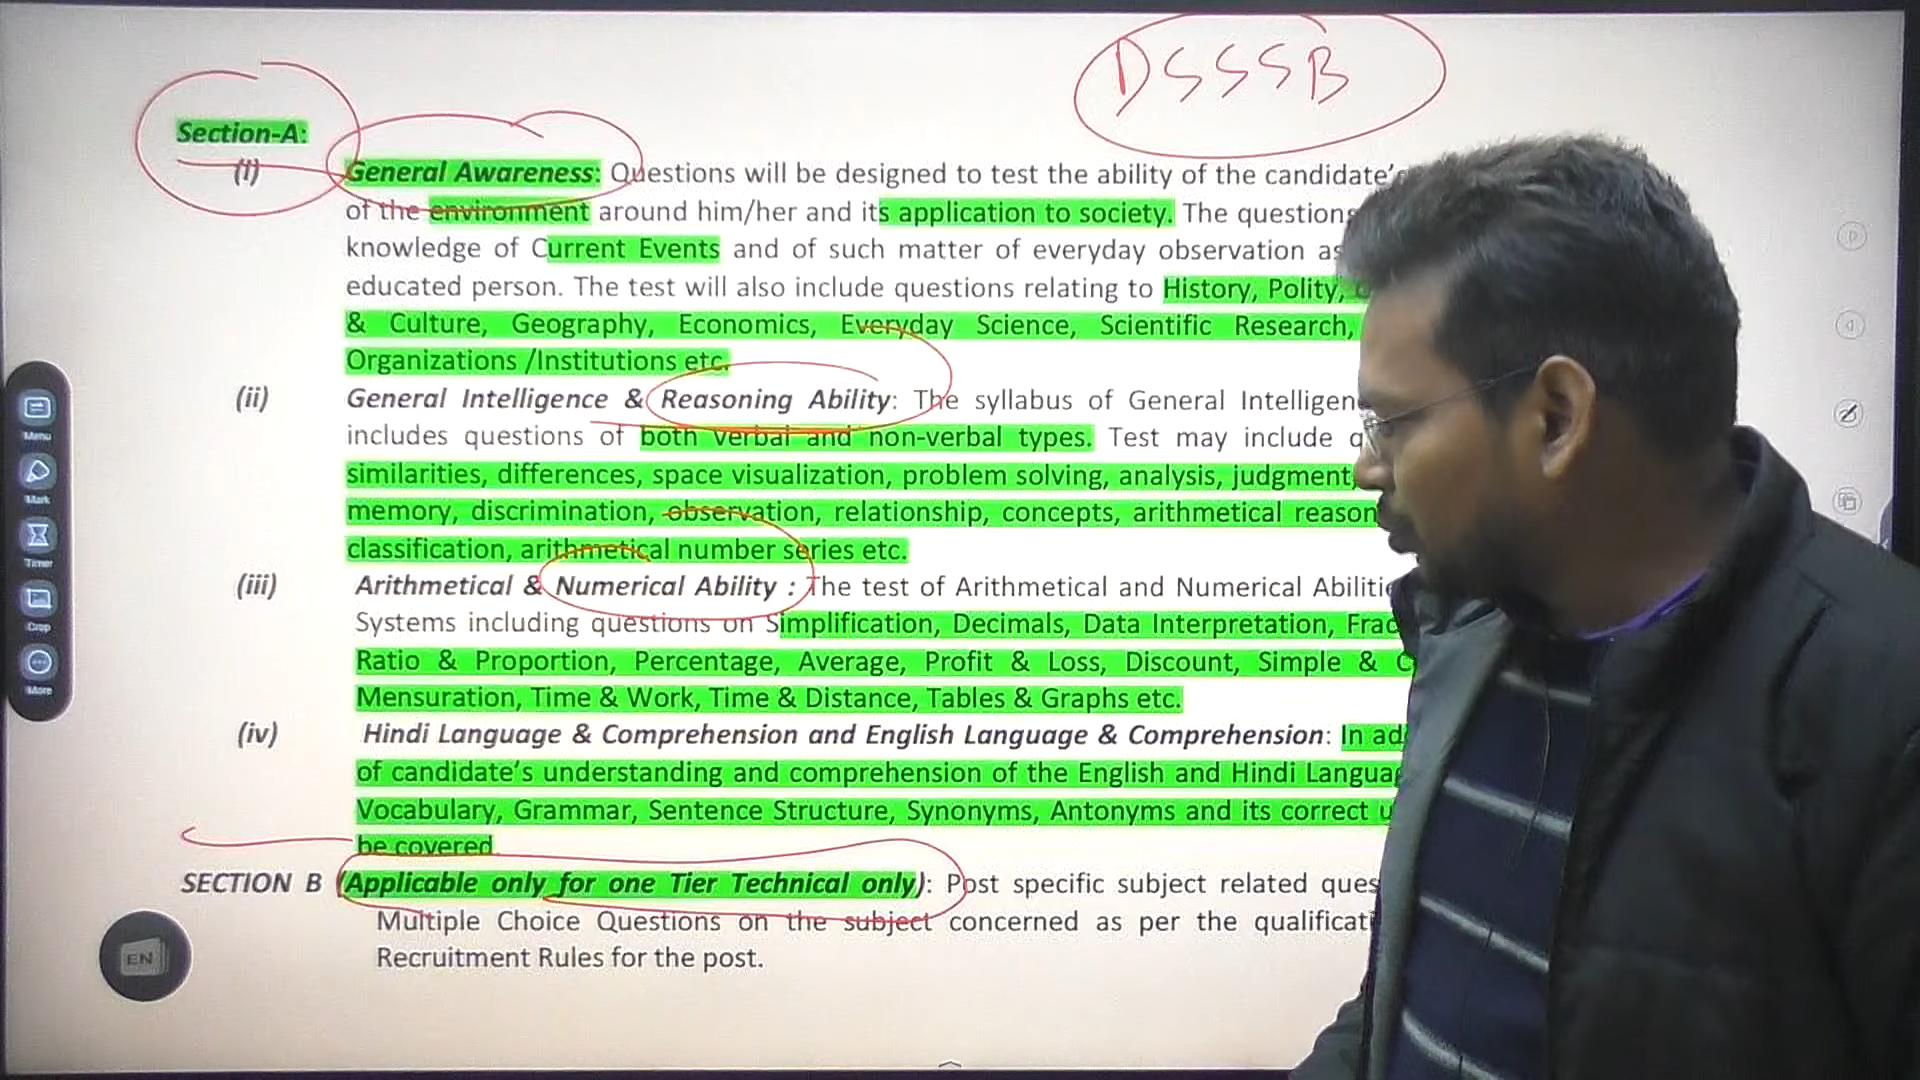 DSSSB
Section-A:
(i) General Awareness: Questions will be designed to test the ability of the candidate's
of the environment around him/her and its application to society. The questions
knowledge of Current Events and of such matter of everyday observation as
educated person. The test will also include questions relating to History, Polity,
& Culture, Geography, Economics, Everyday Science, Scientific Research,
Organizations /Institutions etc.
(ii) General Intelligence & Reasoning Ability: The syllabus of General
includes questions of both verbal and non-verbal types. Test may include
similarities, differences, space visualization, problem solving, analysis, judgment,
memory, discrimination, observation, relationship, concepts, arithmetical
classification, arithmetical number series etc.
(iii) Arithmetical & Numerical Ability : The test of Arithmetical and Numerical
Systems including questions on Simplification, Decimals, Data Interpretation,
Ratio & Proportion, Percentage, Average, Profit & Loss, Discount, Simple &
Mensuration, Time & Work, Time & Distance, Tables & Graphs etc.
(iv) Hindi Language & Comprehension and English Language & Comprehension: In
of candidate's understanding and comprehension of the English and Hindi
Vocabulary, Grammar, Sentence Structure, Synonyms, Antonyms and its correct
be covered
SECTION B (Applicable only for one Tier Technical only): Post specific subject related
Multiple Choice Questions on the subject concerned as per the
Recruitment Rules for the post.
Menu
Mark
Timer
Crop
More
EN